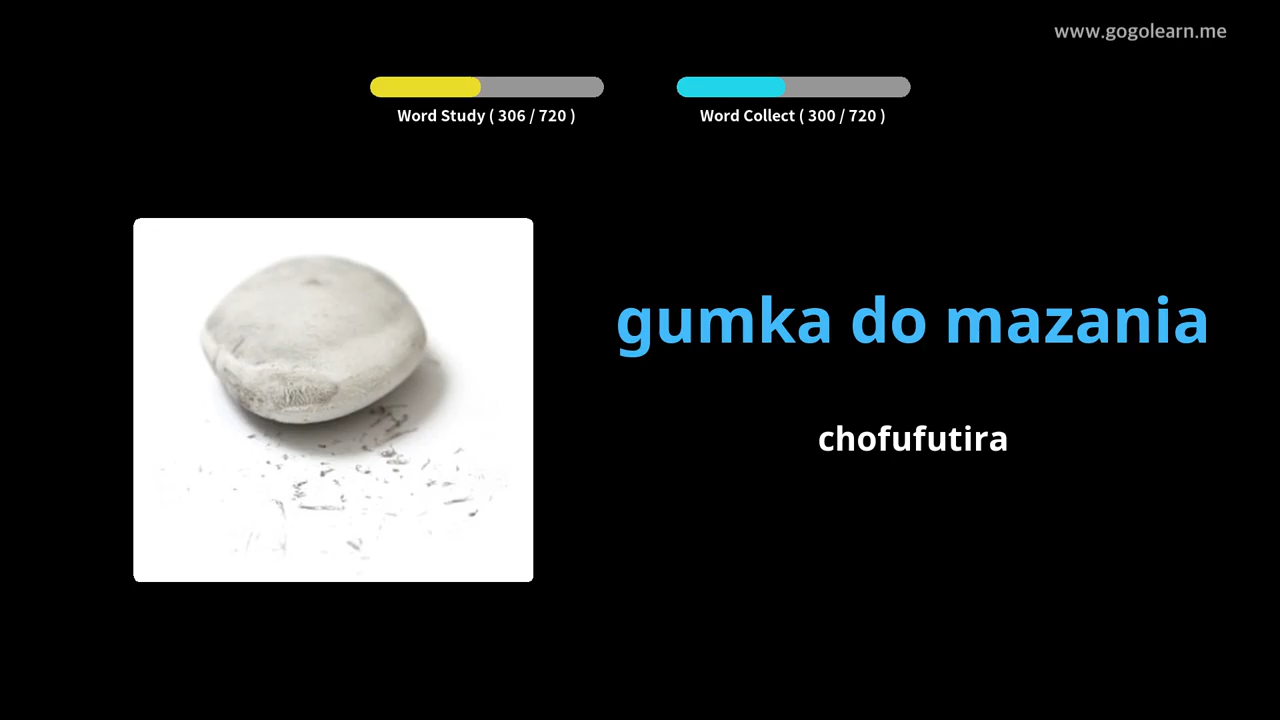 www.gogolearn.me
Word Study ( 306 / 720 )
Word Collect ( 300 / 720 )
gumka do mazania
chofufutira